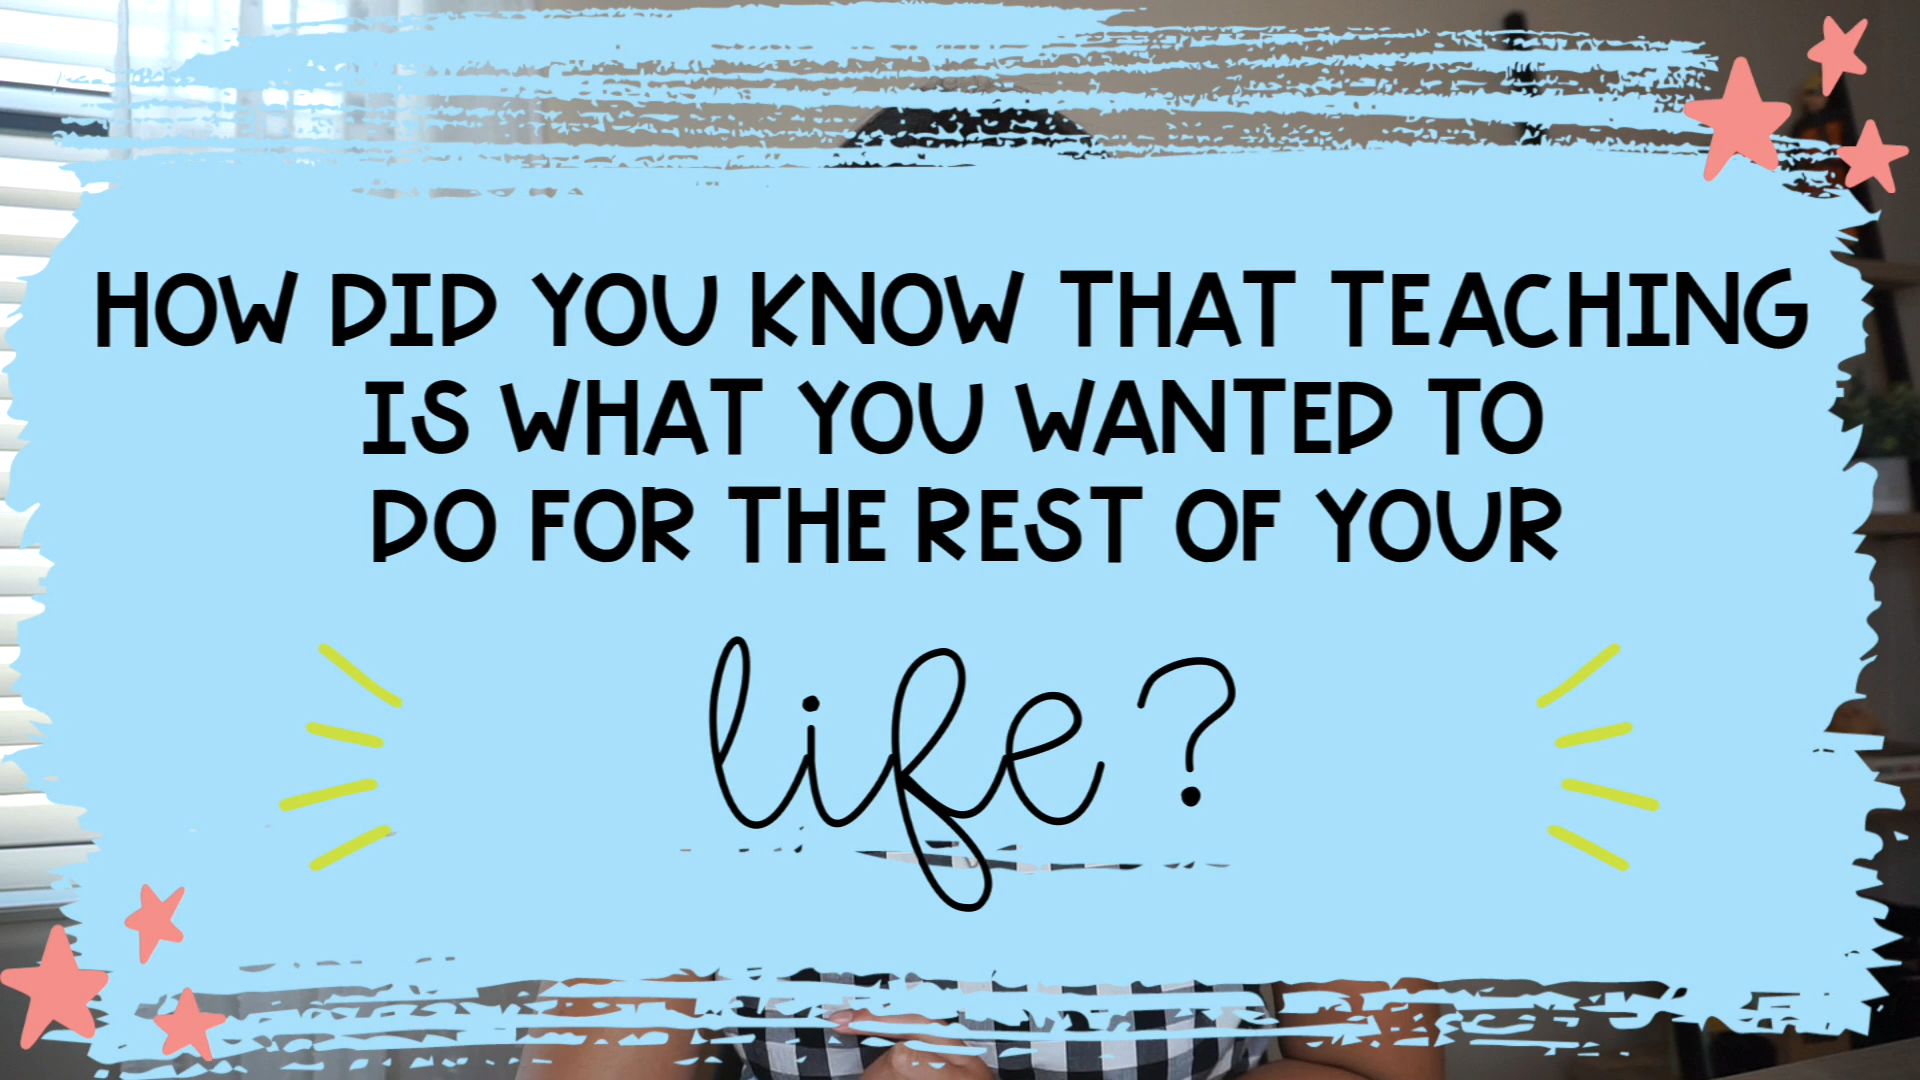 HOW DID YOU KNOW THAT TEACHING
IS WHAT YOU WANTED TO
DO FOR THE REST OF YOUR
life?